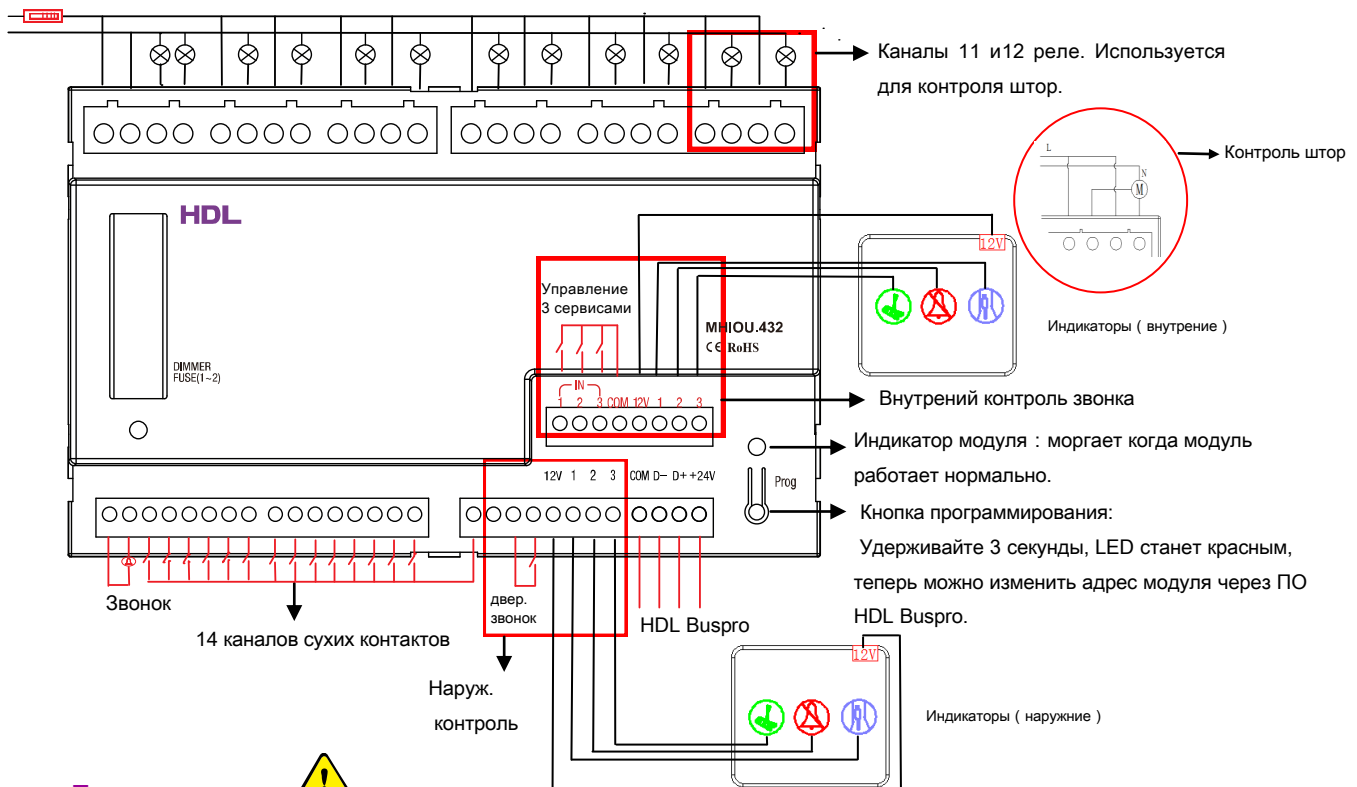 Каналы 11 и12 реле. Используется
для контроля штор.
L
N
M
Контроль штор
HDL
12V
Управление
3 сервисами
MHIOU.432
CE RoHS
Индикаторы ( внутрение )
DIMMER
FUSE(1~2)
IN
1 2 3 COM 12V 1 2 3
Внутрений контроль звонка
Индикатор модуля : моргает когда модуль
работает нормально.
12V 1 2 3 COM D− D+ +24V
Prog
Кнопка программирования:
Удерживайте 3 секунды, LED станет красным,
теперь можно изменить адрес модуля через ПО
HDL Buspro.
Звонок
двер.
звонок
HDL Buspro
14 каналов сухих контактов
12V
Наруж.
контроль
Индикаторы ( наружние )